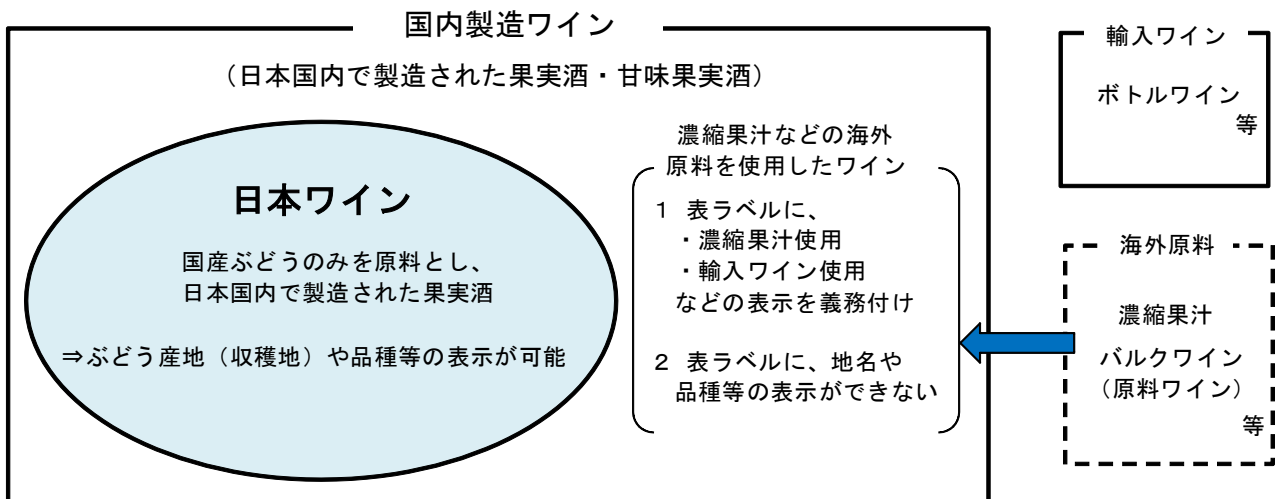 国内製造ワイン
（日本国内で製造された果実酒・甘味果実酒）
日本ワイン
国産ぶどうのみを原料とし、
日本国内で製造された果実酒
⇒ぶどう産地（収穫地）や品種等の表示が可能
濃縮果汁などの海外
原料を使用したワイン
１ 表ラベルに、
・濃縮果汁使用
・輸入ワイン使用
などの表示を義務付け
２ 表ラベルに、地名や
品種等の表示ができない
輸入ワイン
ボトルワイン
等
海外原料
濃縮果汁
バルクワイン
（原料ワイン）
等